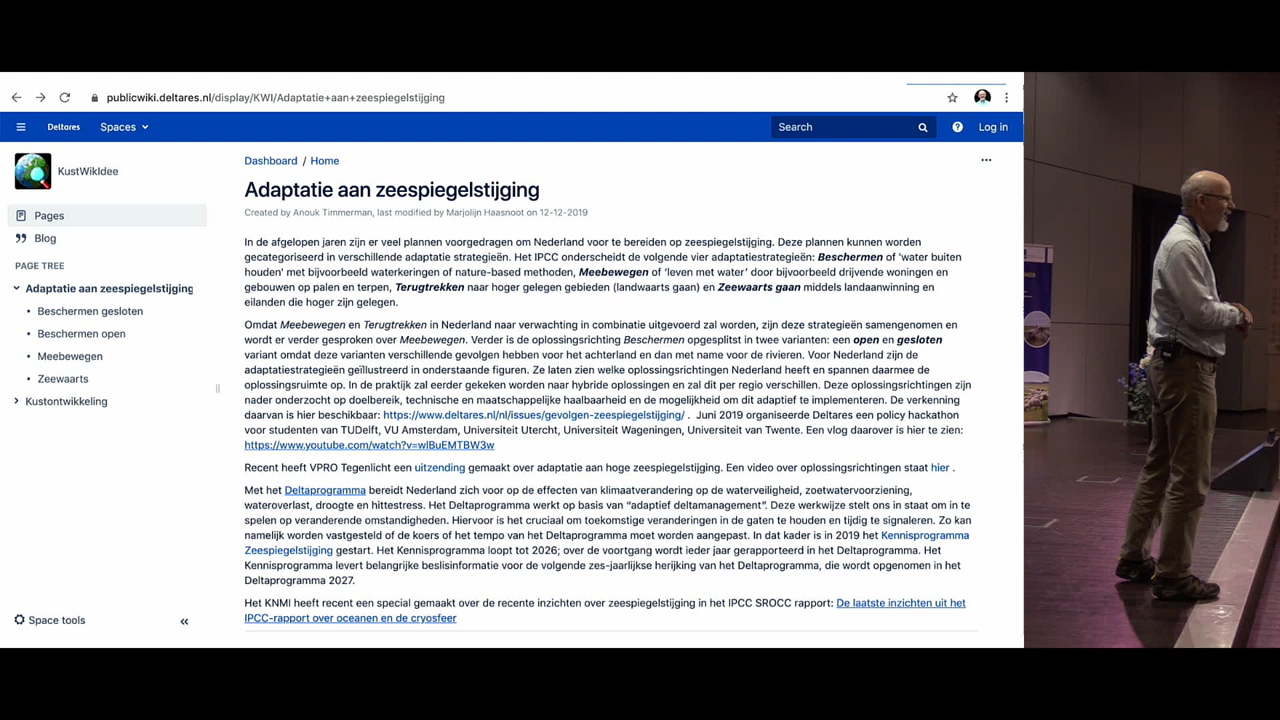 publicwiki.deltares.nl/display/KWI/Adaptatie+aan+zeespiegelstijging
Deltares
Spaces
Search
Log in
KustWikIdee
Pages
Blog
PAGE TREE
Adaptatie aan zeespiegelstijging
Beschermen gesloten
Beschermen open
Meebewegen
Zeewaarts
Kustontwikkeling
Space tools
Dashboard / Home
Adaptatie aan zeespiegelstijging
Created by Anouk Timmerman, last modified by Marjolijn Haasnoot on 12-12-2019
In de afgelopen jaren zijn er veel plannen voorgedragen om Nederland voor te bereiden op zeespiegelstijging. Deze plannen kunnen worden
gecategoriseerd in verschillende adaptatie strategieën. Het IPCC onderscheidt de volgende vier adaptatiestrategieën: Beschermen of 'water buiten
houden' met bijvoorbeeld waterkeringen of nature-based methoden, Meebewegen of ‘leven met water’ door bijvoorbeeld drijvende woningen en
gebouwen op palen en terpen, Terugtrekken naar hoger gelegen gebieden (landwaarts gaan) en Zeewaarts gaan middels landaanwinning en
eilanden die hoger zijn gelegen.
Omdat Meebewegen en Terugtrekken in Nederland naar verwachting in combinatie uitgevoerd zal worden, zijn deze strategieën samengenomen en
wordt er verder gesproken over Meebewegen. Verder is de oplossingsrichting Beschermen opgesplitst in twee varianten: een open en gesloten
variant omdat deze varianten verschillende gevolgen hebben voor het achterland en dan met name voor de rivieren. Voor Nederland zijn de
adaptatiestrategieën geïllustreerd in onderstaande figuren. Ze laten zien welke oplossingsrichtingen Nederland heeft en spannen daarmee de
oplossingsruimte op. In de praktijk zal eerder gekeken worden naar hybride oplossingen en zal dit per regio verschillen. Deze oplossingsrichtingen zijn
nader onderzocht op doelbereik, technische en maatschappelijke haalbaarheid en de mogelijkheid om dit adaptief te implementeren. De verkenning
daarvan is hier beschikbaar: https://www.deltares.nl/nl/issues/gevolgen-zeespiegelstijging/ . Juni 2019 organiseerde Deltares een policy hackathon
voor studenten van TUDelft, VU Amsterdam, Universiteit Utercht, Universiteit Wageningen, Universiteit van Twente. Een vlog daarover is hier te zien:
https://www.youtube.com/watch?v=wlBuEMTBW3w
Recent heeft VPRO Tegenlicht een uitzending gemaakt over adaptatie aan hoge zeespiegelstijging. Een video over oplossingsrichtingen staat hier .
Met het Deltaprogramma bereidt Nederland zich voor op de effecten van klimaatverandering op de waterveiligheid, zoetwatervoorziening,
wateroverlast, droogte en hittestress. Het Deltaprogramma werkt op basis van “adaptief deltamanagement”. Deze werkwijze stelt ons in staat om in te
spelen op veranderende omstandigheden. Hiervoor is het cruciaal om toekomstige veranderingen in de gaten te houden en tijdig te signaleren. Zo kan
namelijk worden vastgesteld of de koers of het tempo van het Deltaprogramma moet worden aangepast. In dat kader is in 2019 het Kennisprogramma
Zeespiegelstijging gestart. Het Kennisprogramma loopt tot 2026; over de voortgang wordt ieder jaar gerapporteerd in het Deltaprogramma. Het
Kennisprogramma levert belangrijke beslisinformatie voor de volgende zes-jaarlijkse herijking van het Deltaprogramma, die wordt opgenomen in het
Deltaprogramma 2027.
Het KNMI heeft recent een special gemaakt over de recente inzichten over zeespiegelstijging in het IPCC SROCC rapport: De laatste inzichten uit het
IPCC-rapport over oceanen en de cryosfeer